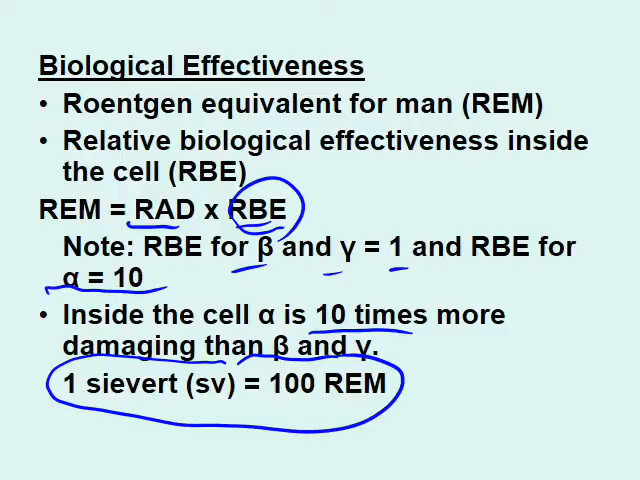 Biological Effectiveness
• Roentgen equivalent for man (REM)
• Relative biological effectiveness inside
the cell (RBE)
REM = RAD x RBE
Note: RBE for β and γ = 1 and RBE for
α = 10
• Inside the cell α is 10 times more
damaging than β and γ.
1 sievert (sv) = 100 REM